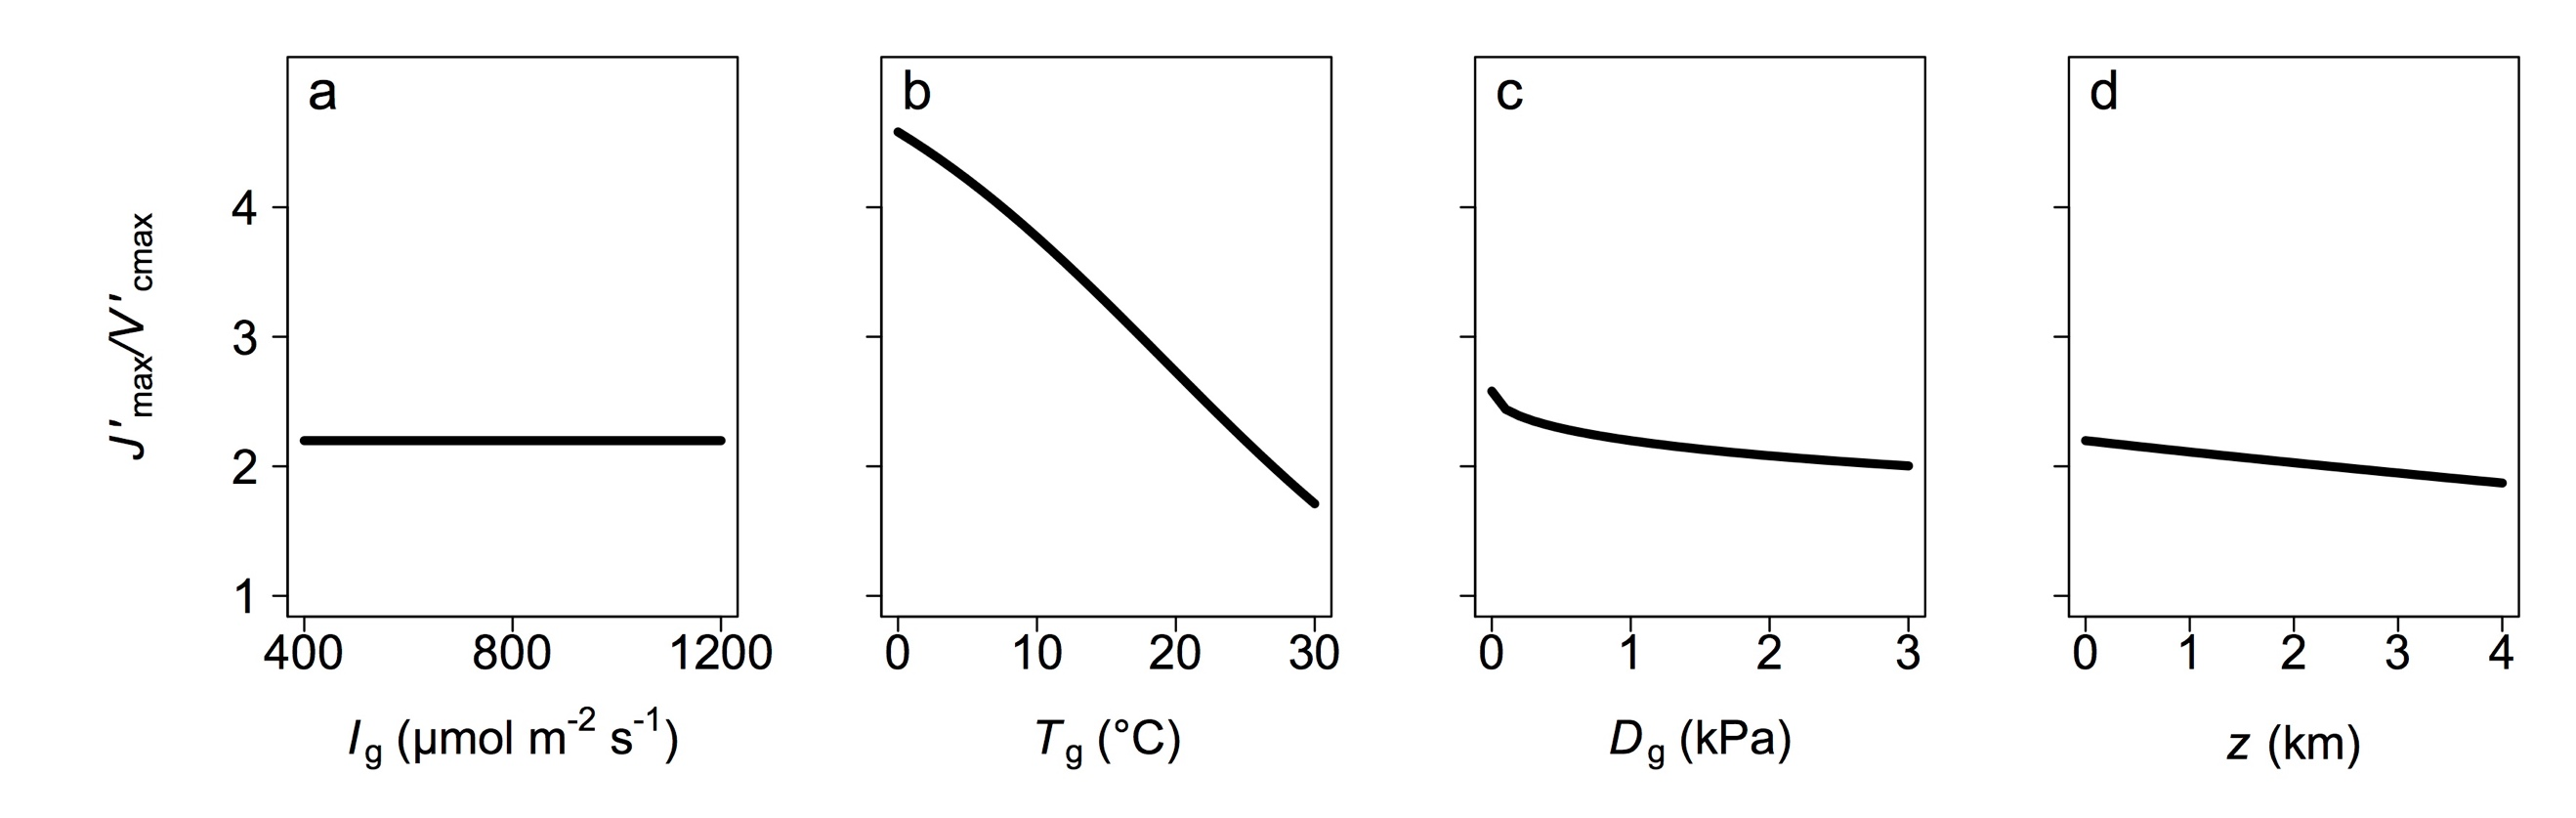 a
b
c
d
J'max/V'cmax
4
3
2
1
400 800 1200
0 10 20 30
0 1 2 3
0 1 2 3 4
Ig (µmol m-2 s-1)
Tg (°C)
Dg (kPa)
z (km)